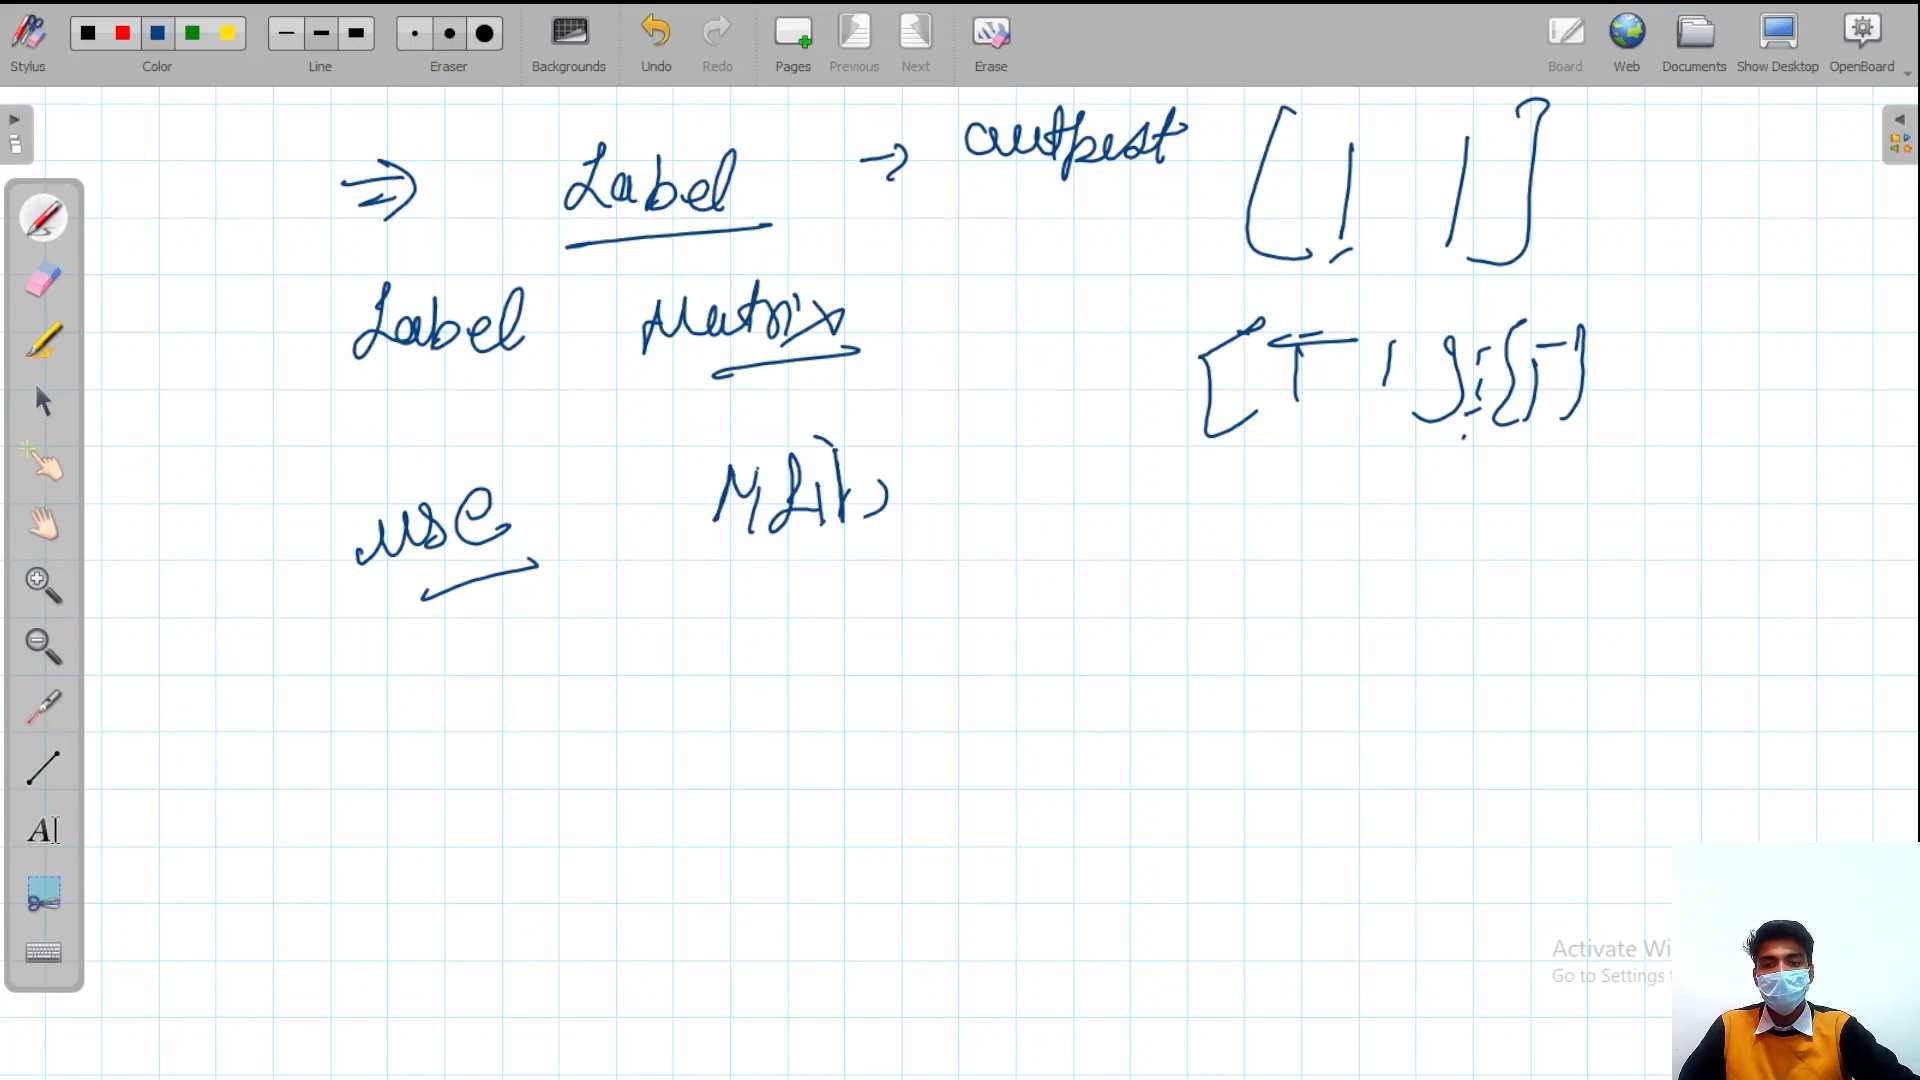 Stylus Color Line Eraser Backgrounds Undo Redo Pages Previous Next Erase Board Web Documents Show Desktop OpenBoard
⇒ Label → output
Label Matrix
use
Activate Wi
Go to Settings